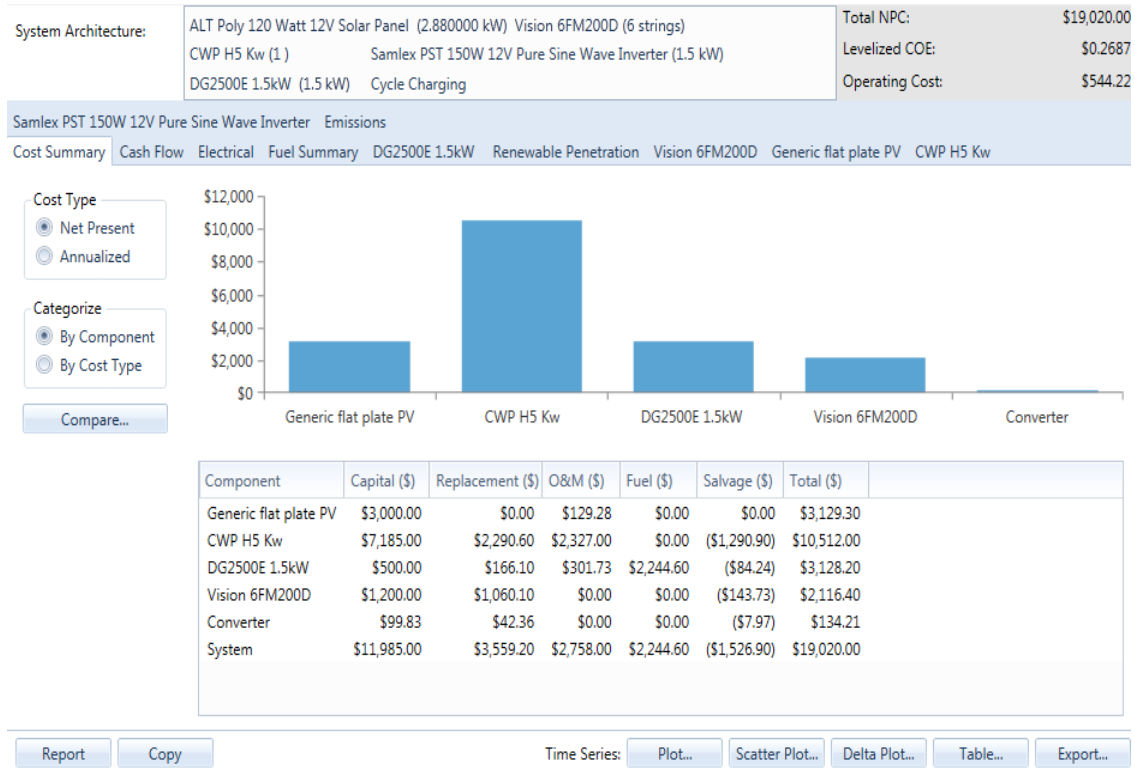 System Architecture:
ALT Poly 120 Watt 12V Solar Panel (2.880000 kW) Vision 6FM200D (6 strings)
CWP H5 Kw (1 ) Samlex PST 150W 12V Pure Sine Wave Inverter (1.5 kW)
DG2500E 1.5kW (1.5 kW) Cycle Charging
Total NPC: $19,020.00
Levelized COE: $0.2687
Operating Cost: $544.22
Samlex PST 150W 12V Pure Sine Wave Inverter Emissions
Cost Summary Cash Flow Electrical Fuel Summary DG2500E 1.5kW Renewable Penetration Vision 6FM200D Generic flat plate PV CWP H5 Kw
Cost Type
Net Present
Annualized
Categorize
By Component
By Cost Type
Compare...
$12,000
$10,000
$8,000
$6,000
$4,000
$2,000
$0
Generic flat plate PV CWP H5 Kw DG2500E 1.5kW Vision 6FM200D Converter
Component Capital ($) Replacement ($) O&M ($) Fuel ($) Salvage ($) Total ($)
Generic flat plate PV $3,000.00 $0.00 $129.28 $0.00 $0.00 $3,129.30
CWP H5 Kw $7,185.00 $2,290.60 $2,327.00 $0.00 ($1,290.90) $10,512.00
DG2500E 1.5kW $500.00 $166.10 $301.73 $2,244.60 ($84.24) $3,128.20
Vision 6FM200D $1,200.00 $1,060.10 $0.00 $0.00 ($143.73) $2,116.40
Converter $99.83 $42.36 $0.00 $0.00 ($7.97) $134.21
System $11,985.00 $3,559.20 $2,758.00 $2,244.60 ($1,526.90) $19,020.00
Report Copy Time Series: Plot... Scatter Plot... Delta Plot... Table... Export...